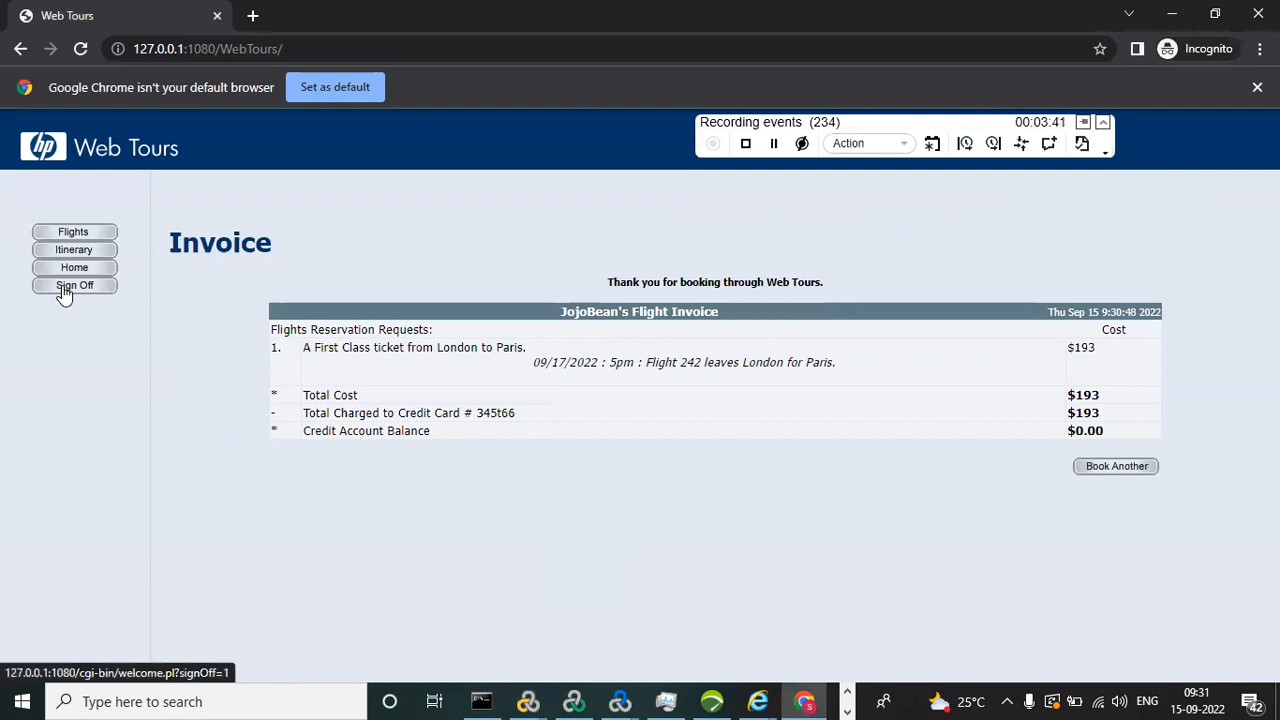 Web Tours
127.0.0.1:1080/WebTours/
Incognito
Google Chrome isn't your default browser
Set as default
hp Web Tours
Recording events (234)
00:03:41
Action
Flights
Itinerary
Home
Sign Off
Invoice
Thank you for booking through Web Tours.
JojoBean's Flight Invoice
Thu Sep 15 9:30:48 2022
Flights Reservation Requests:
Cost
1. A First Class ticket from London to Paris. $193
09/17/2022 : 5pm : Flight 242 leaves London for Paris.
* Total Cost $193
- Total Charged to Credit Card # 345t66 $193
* Credit Account Balance $0.00
Book Another
127.0.0.1:1080/cgi-bin/welcome.pl?signOff=1
Type here to search
25°C
ENG
09:31
15-09-2022
42